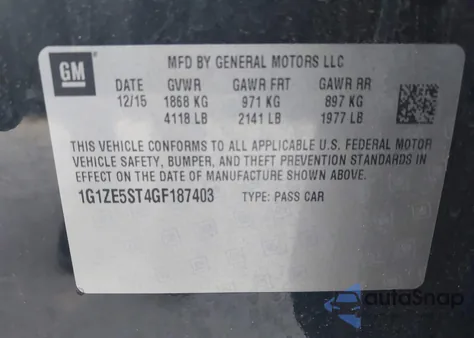 GM
MFD BY GENERAL MOTORS LLC
DATE GVWR GAWR FRT GAWR RR
12/15 1868 KG 971 KG 897 KG
4118 LB 2141 LB 1977 LB
THIS VEHICLE CONFORMS TO ALL APPLICABLE U.S. FEDERAL MOTOR
VEHICLE SAFETY, BUMPER, AND THEFT PREVENTION STANDARDS IN
EFFECT ON THE DATE OF MANUFACTURE SHOWN ABOVE.
1G1ZE5ST4GF187403 TYPE: PASS CAR
autoSnap